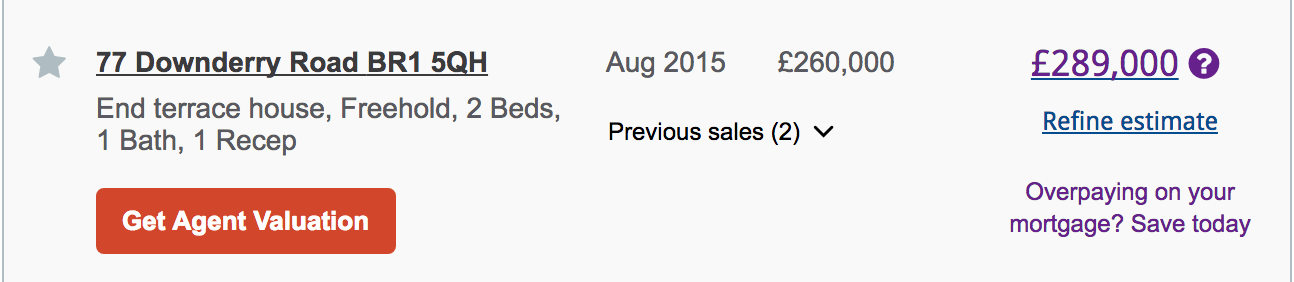 77 Downderry Road BR1 5QH
Aug 2015
£260,000
£289,000 ?
End terrace house, Freehold, 2 Beds,
1 Bath, 1 Recep
Previous sales (2)
Refine estimate
Get Agent Valuation
Overpaying on your
mortgage? Save today